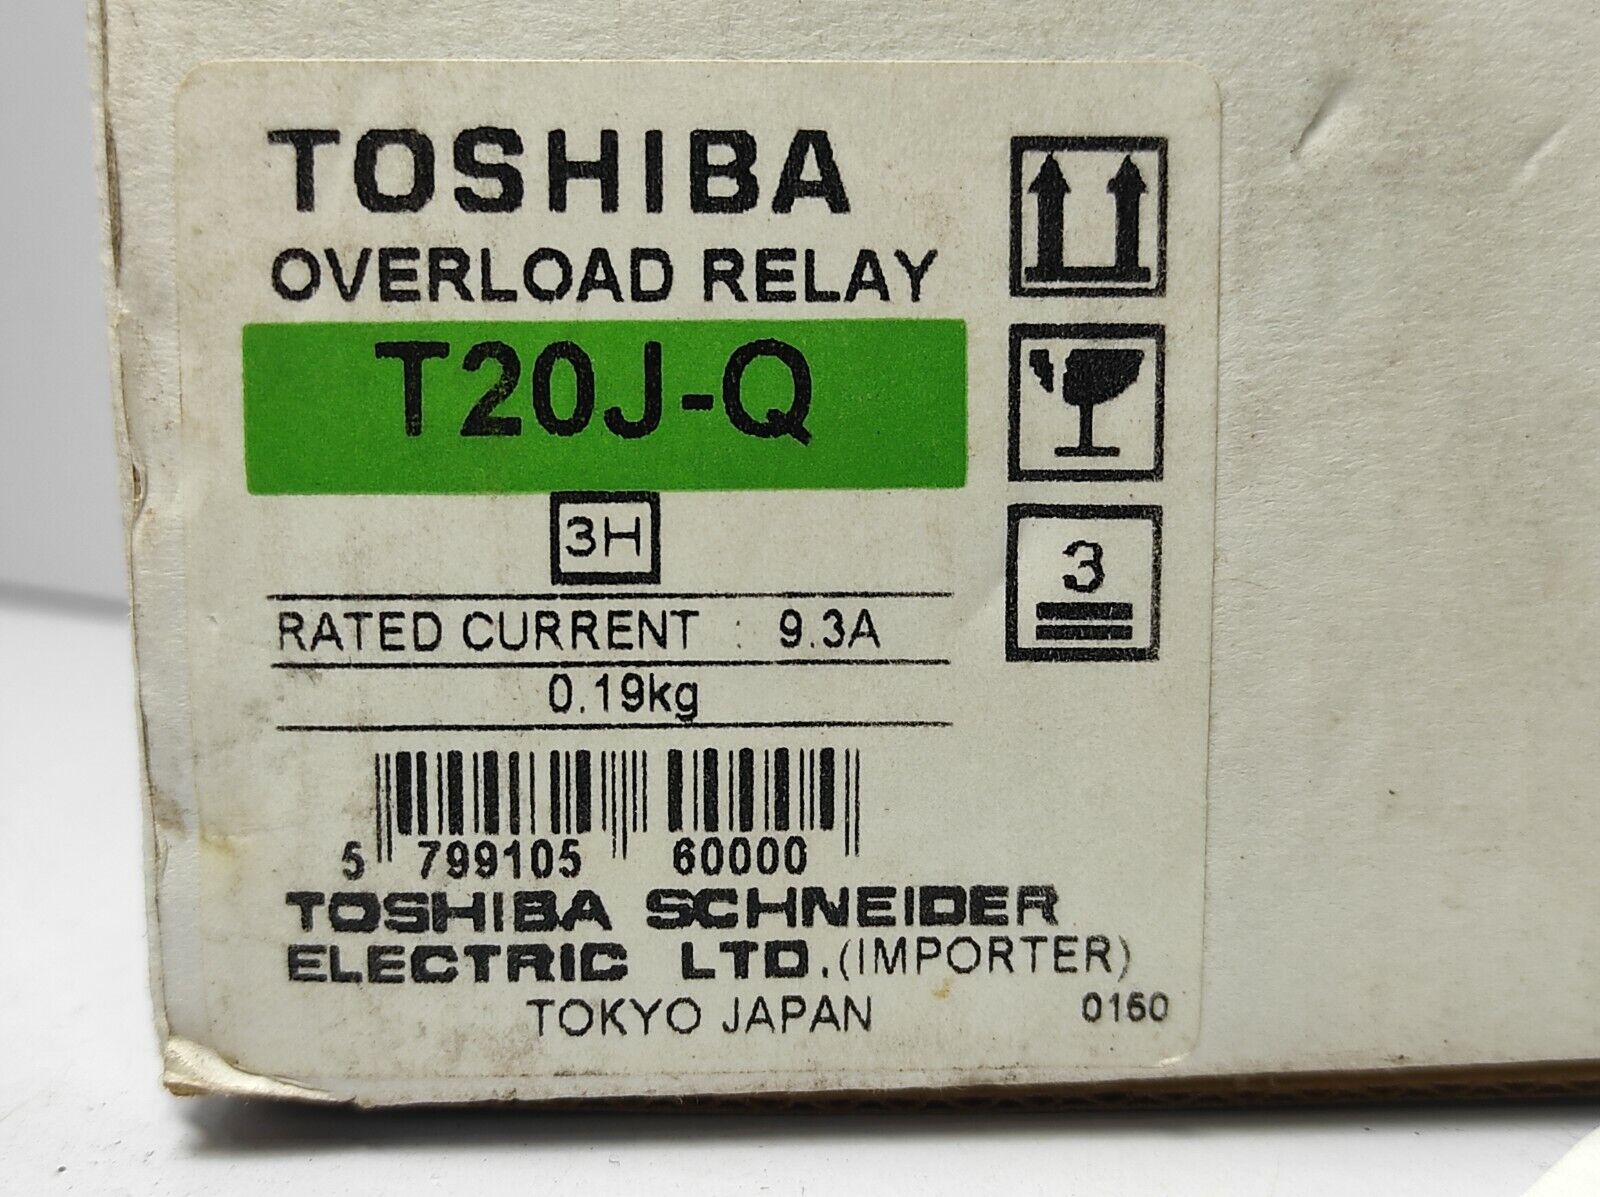 TOSHIBA
OVERLOAD RELAY
T20J-Q
3H
3
RATED CURRENT : 9.3A
0.19kg
5 799105 60000
TOSHIBA SCHNEIDER
ELECTRIC LTD.(IMPORTER)
TOKYO JAPAN 0160